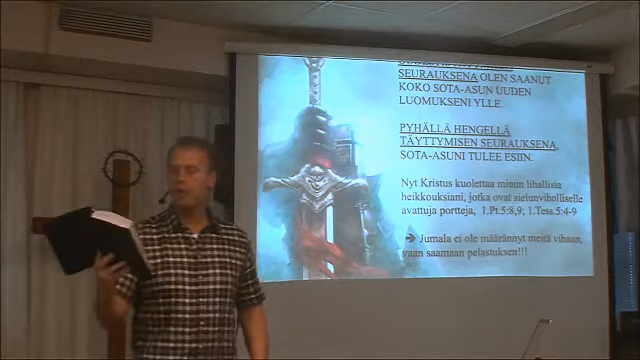 SEURAUKSENA OLEN SAANUT
KOKO SOTA-ASUN UUDEN
LUOMUKSENI YLLE.
PYHÄLLÄ HENGELLÄ
TÄYTTYMISEN SEURAUKSENA,
SOTA-ASUNI TULEE ESIIN.
Nyt Kristus kuolettaa minun lihallisia
heikkouksiani, jotka ovat sielunviholliselle
avattuja portteja, 1.Pt.5:8,9; 1.Tess.5:4-9
➔ Jumala ei ole määrännyt meitä vihaan,
vaan saamaan pelastuksen!!!